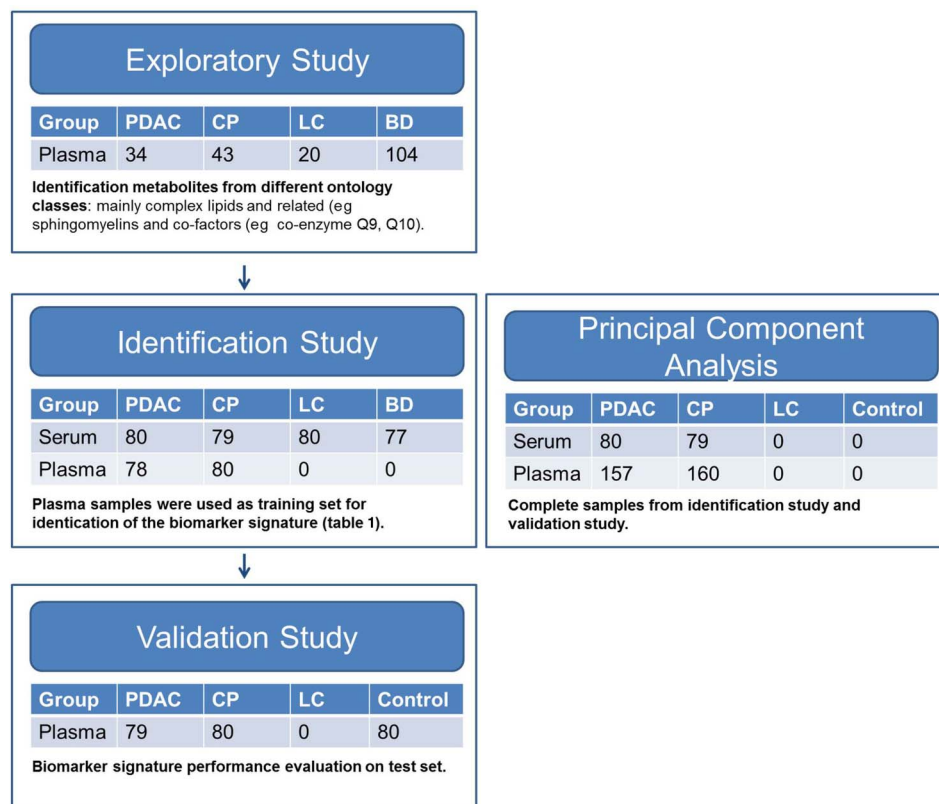 Exploratory Study
Group PDAC CP LC BD
Plasma 34 43 20 104
Identification metabolites from different ontology
classes: mainly complex lipids and related (eg
sphingomyelins and co-factors (eg co-enzyme Q9, Q10).
Identification Study
Group PDAC CP LC BD
Serum 80 79 80 77
Plasma 78 80 0 0
Plasma samples were used as training set for
identication of the biomarker signature (table 1).
Principal Component
Analysis
Group PDAC CP LC Control
Serum 80 79 0 0
Plasma 157 160 0 0
Complete samples from identification study and
validation study.
Validation Study
Group PDAC CP LC Control
Plasma 79 80 0 80
Biomarker signature performance evaluation on test set.